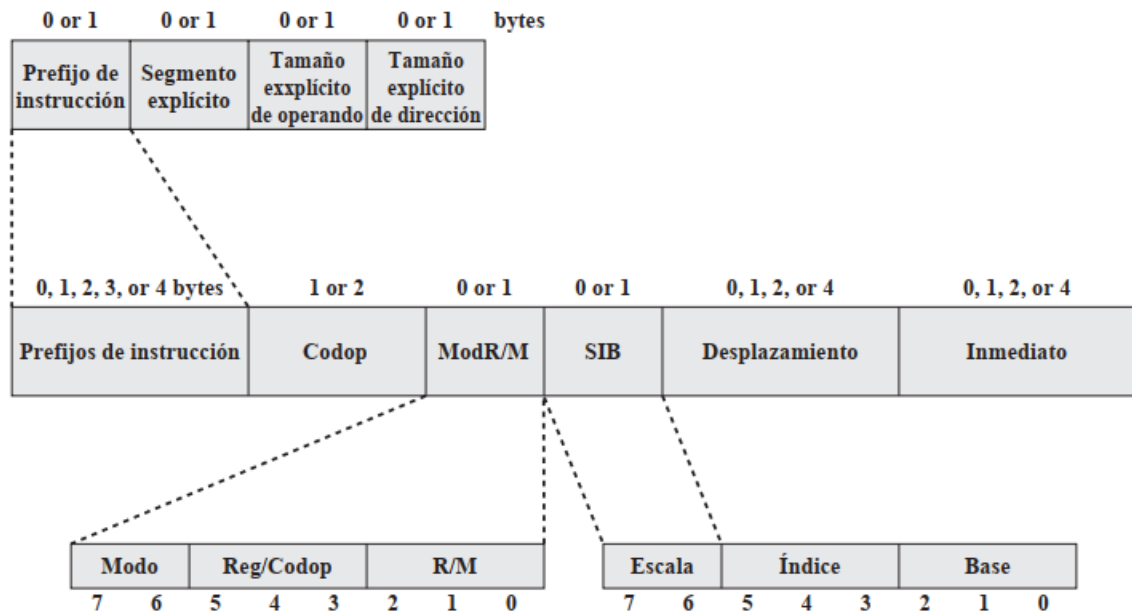 0 or 1 0 or 1 0 or 1 0 or 1 bytes
Prefijo de instrucción
Segmento explícito
Tamaño exxplícito de operando
Tamaño explícito de dirección
0, 1, 2, 3, or 4 bytes 1 or 2 0 or 1 0 or 1 0, 1, 2, or 4 0, 1, 2, or 4
Prefijos de instrucción Codop ModR/M SIB Desplazamiento Inmediato
Modo Reg/Codop R/M Escala Índice Base
7 6 5 4 3 2 1 0 7 6 5 4 3 2 1 0